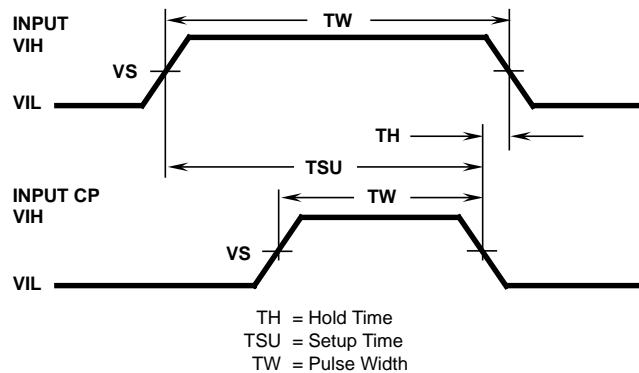 INPUT
VIH
TW
VS
VIL
TH
TSU
INPUT CP
VIH
TW
VS
VIL
TH = Hold Time
TSU = Setup Time
TW = Pulse Width